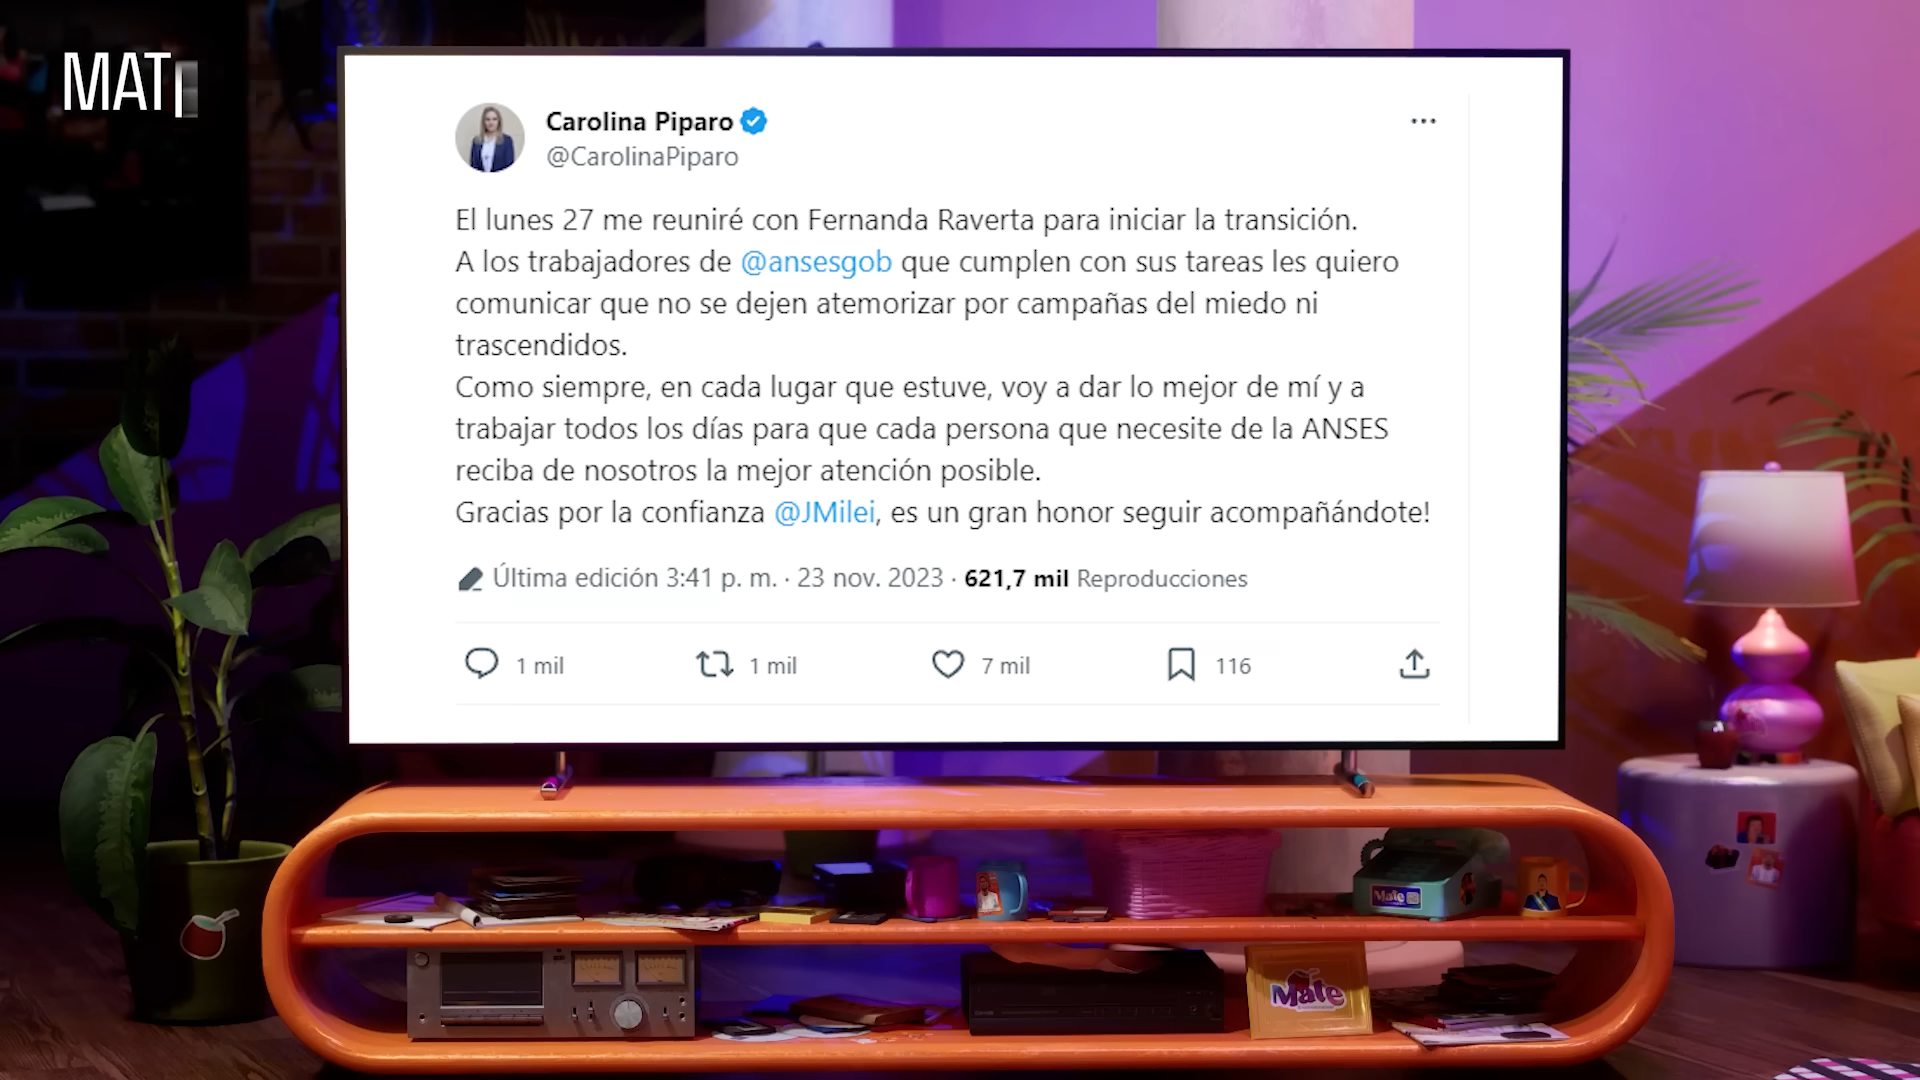 MATE
Carolina Piparo
@CarolinaPiparo
El lunes 27 me reuniré con Fernanda Raverta para iniciar la transición.
A los trabajadores de @ansesgob que cumplen con sus tareas les quiero
comunicar que no se dejen atemorizar por campañas del miedo ni
trascendidos.
Como siempre, en cada lugar que estuve, voy a dar lo mejor de mí y a
trabajar todos los días para que cada persona que necesite de la ANSES
reciba de nosotros la mejor atención posible.
Gracias por la confianza @JMilei, es un gran honor seguir acompañándote!
Última edición 3:41 p. m. · 23 nov. 2023 · 621,7 mil Reproducciones
1 mil 1 mil 7 mil 116
Mate
Mate